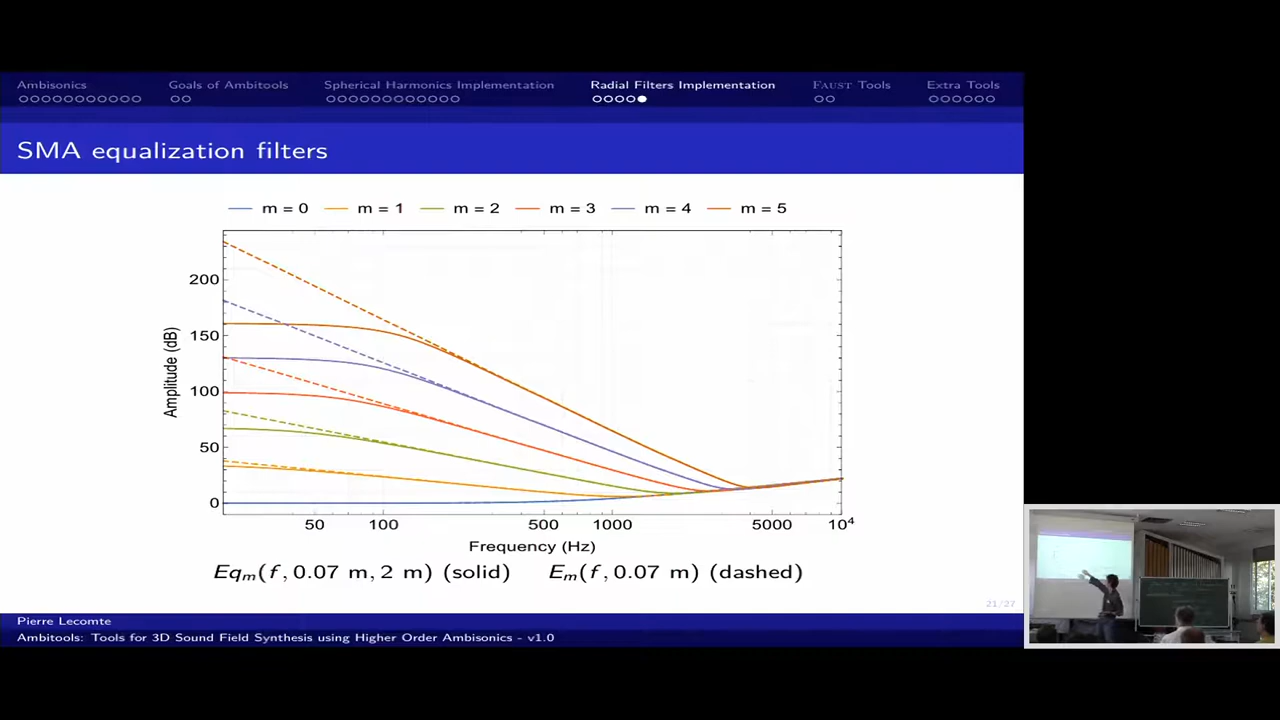 Ambisonics Goals of Ambitools Spherical Harmonics Implementation Radial Filters Implementation FAUST Tools Extra Tools
SMA equalization filters
m = 0 m = 1 m = 2 m = 3 m = 4 m = 5
200
150
100
50
0
Amplitude (dB)
50 100 500 1000 5000 10⁴
Frequency (Hz)
Eqₘ(f, 0.07 m, 2 m) (solid) Eₘ(f, 0.07 m) (dashed)
21/27
Pierre Lecomte
Ambitools: Tools for 3D Sound Field Synthesis using Higher Order Ambisonics - v1.0